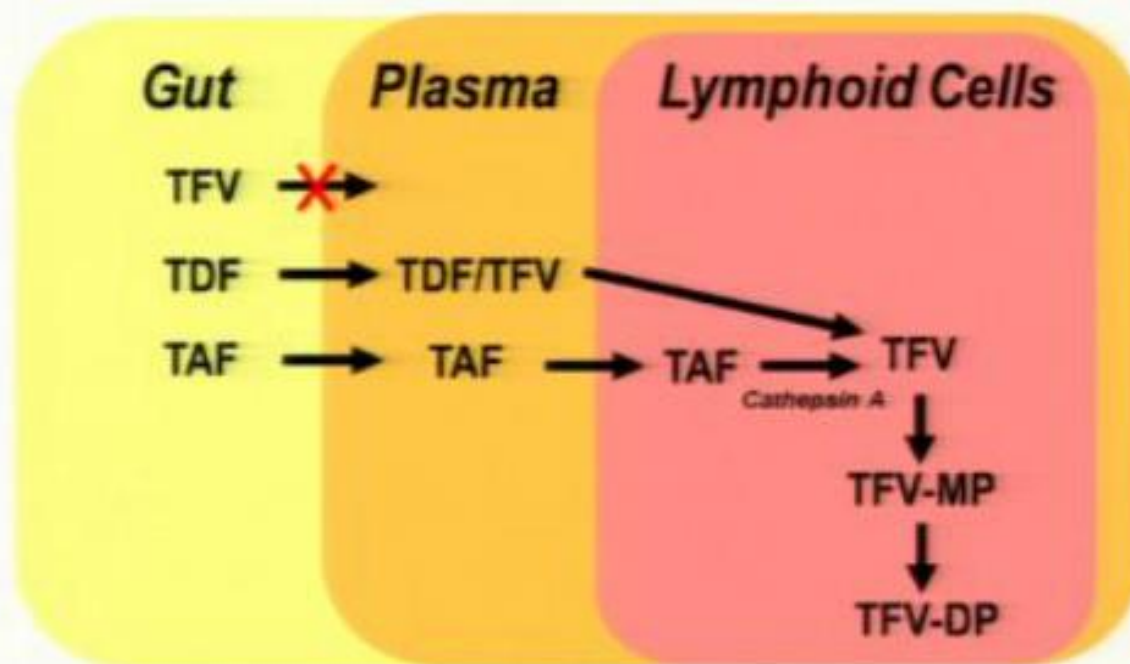 Gut Plasma Lymphoid Cells
TFV
TDF TDF/TFV
TAF TAF TAF TFV
Cathepsin A
TFV-MP
TFV-DP